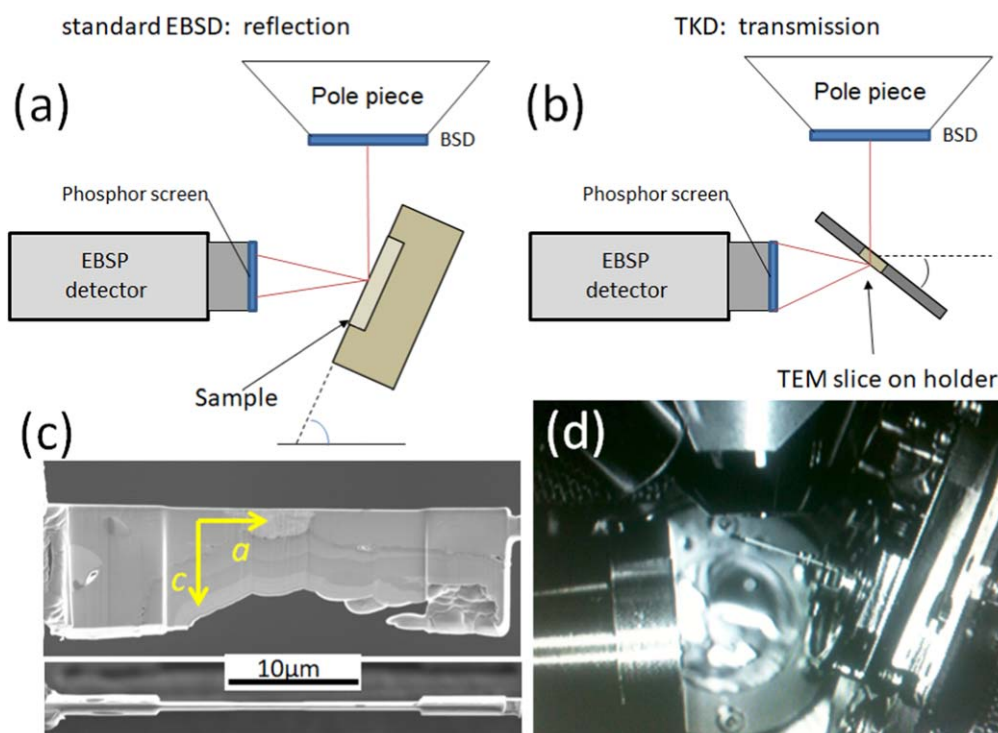 standard EBSD: reflection
TKD: transmission
(a)
Pole piece
BSD
Phosphor screen
EBSP
detector
Sample
(b)
Pole piece
BSD
Phosphor screen
EBSP
detector
TEM slice on holder
(c)
a
c
10μm
(d)